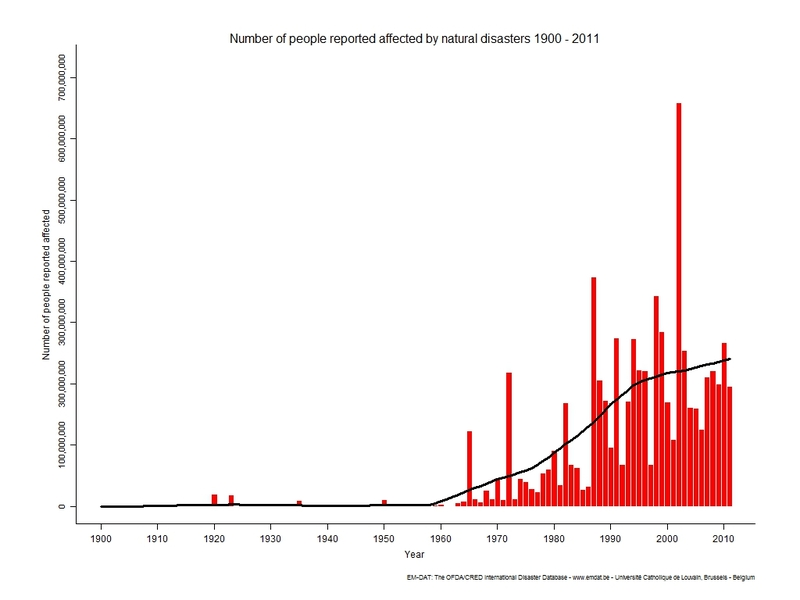 Number of people reported affected by natural disasters 1900 - 2011
700,000,000
600,000,000
500,000,000
400,000,000
300,000,000
200,000,000
100,000,000
0
Number of people reported affected
1900 1910 1920 1930 1940 1950 1960 1970 1980 1990 2000 2010
Year
EM-DAT: The OFDA/CRED International Disaster Database - www.emdat.be - Université Catholique de Louvain, Brussels - Belgium